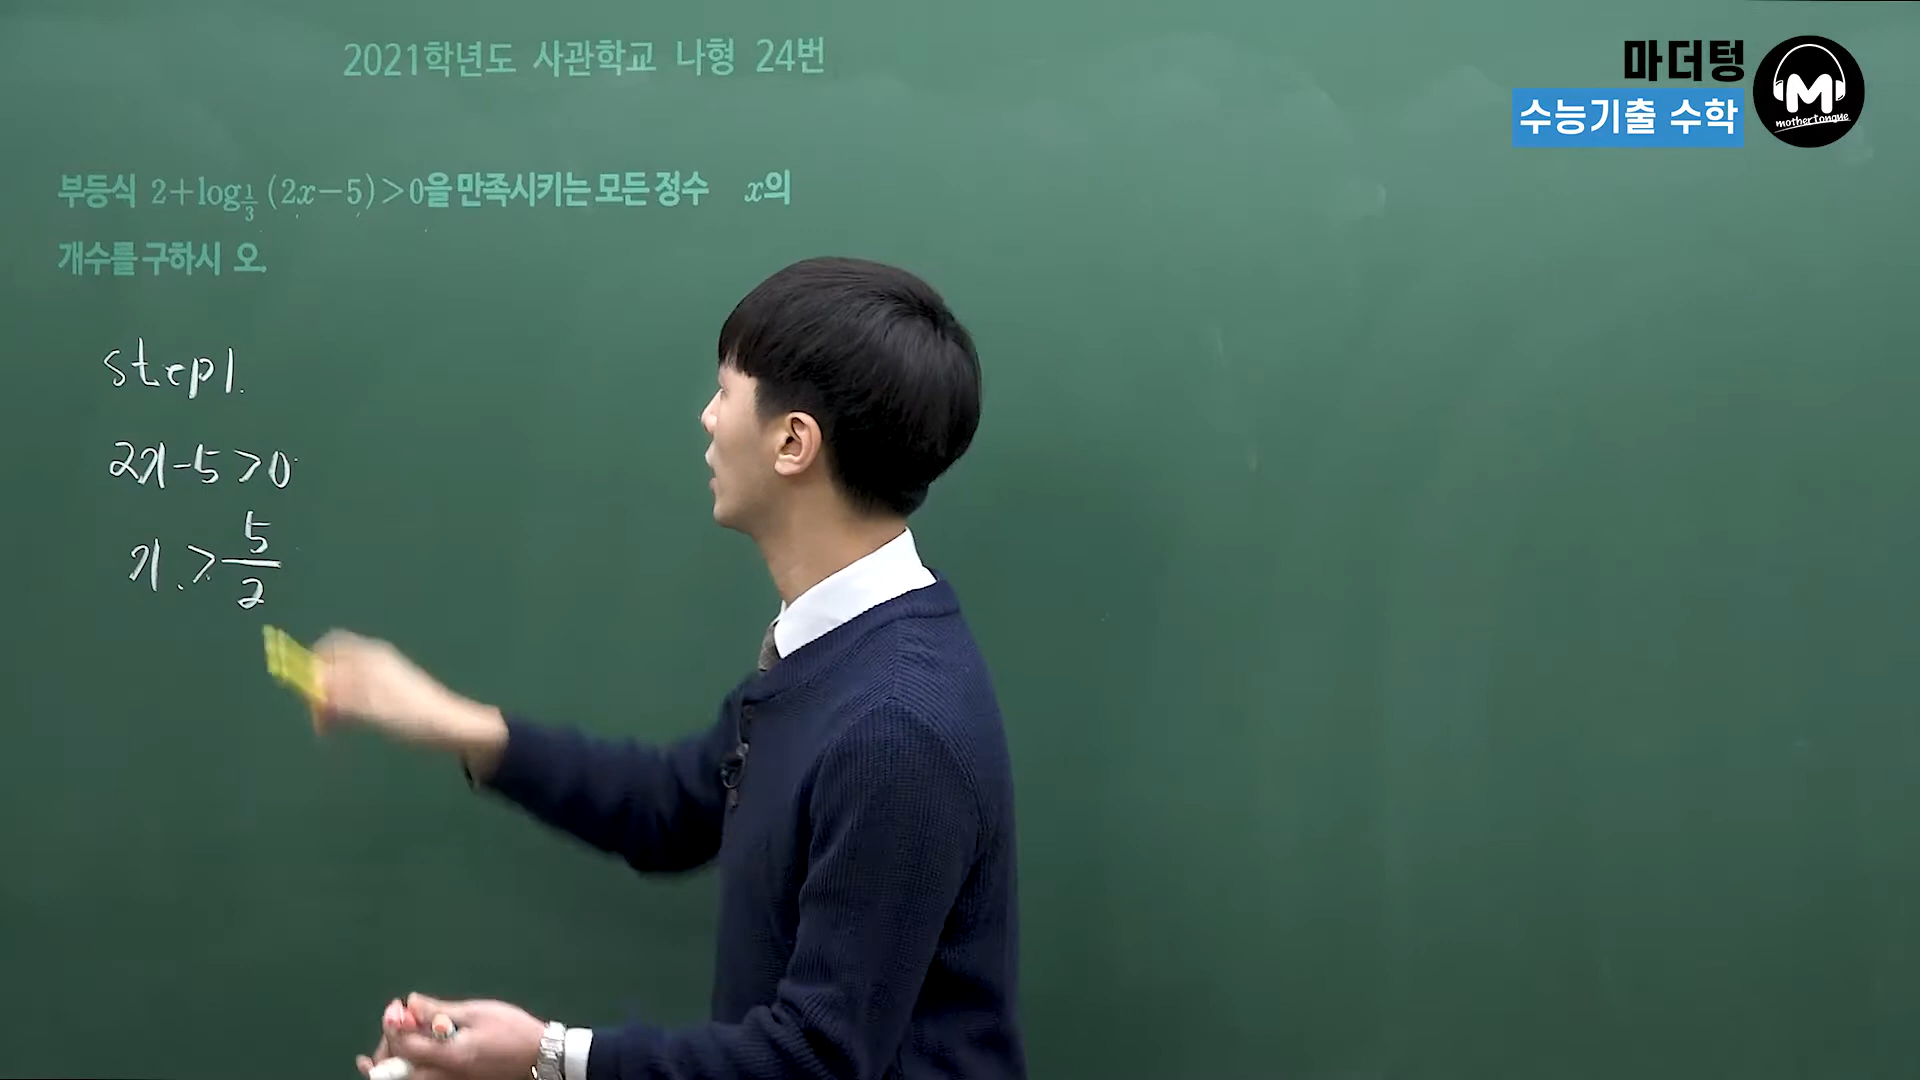 2021학년도 사관학교 나형 24번
마더텅
수능기출 수학
M
mothertongue
부등식 2+log_{1/3}(2x-5)>0을 만족시키는 모든 정수 x의
개수를 구하시 오.
step1.
2x-5>0
x>5/2